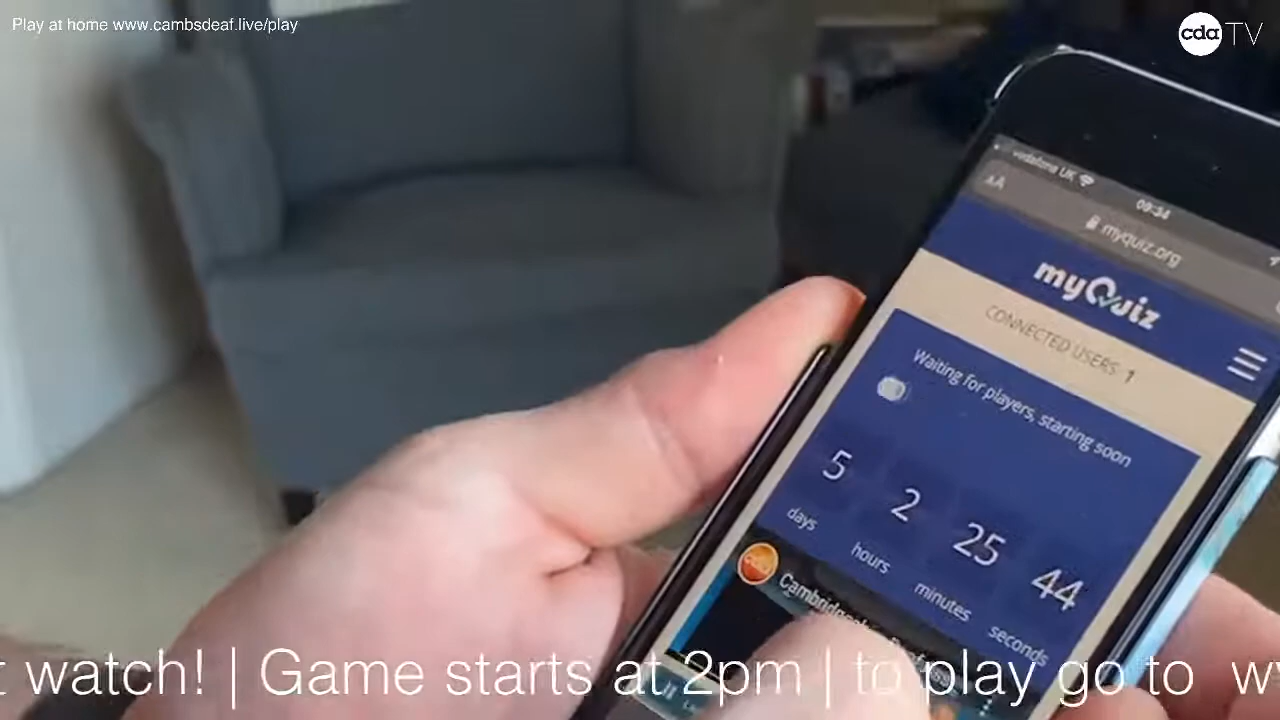 Play at home www.cambsdeaf.live/play
cda TV
vodafone UK
09:34
AA
myquiz.org
myQuiz
CONNECTED USERS: 1
Waiting for players, starting soon
5 2 25 44
days hours minutes seconds
cda
t watch! | Game starts at 2pm | to play go to